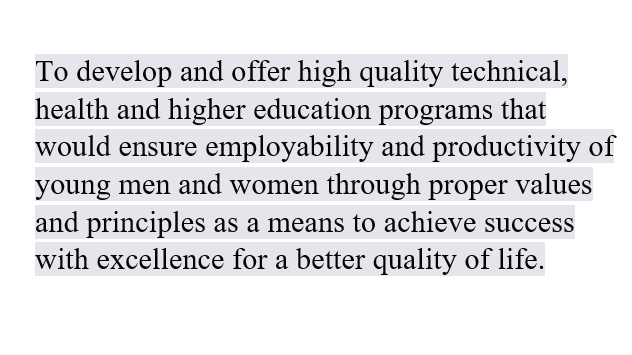 To develop and offer high quality technical,
health and higher education programs that
would ensure employability and productivity of
young men and women through proper values
and principles as a means to achieve success
with excellence for a better quality of life.